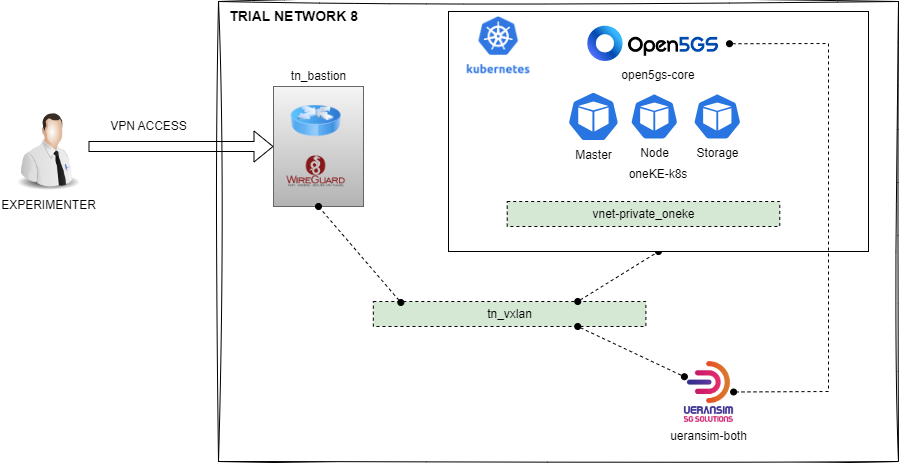 TRIAL NETWORK 8
kubernetes
Open5GS
open5gs-core
tn_bastion
VPN ACCESS
WIREGUARD
Master
Node
Storage
oneKE-k8s
EXPERIMENTER
vnet-private_oneke
tn_vxlan
UERANSIM
5G SOLUTIONS
ueransim-both